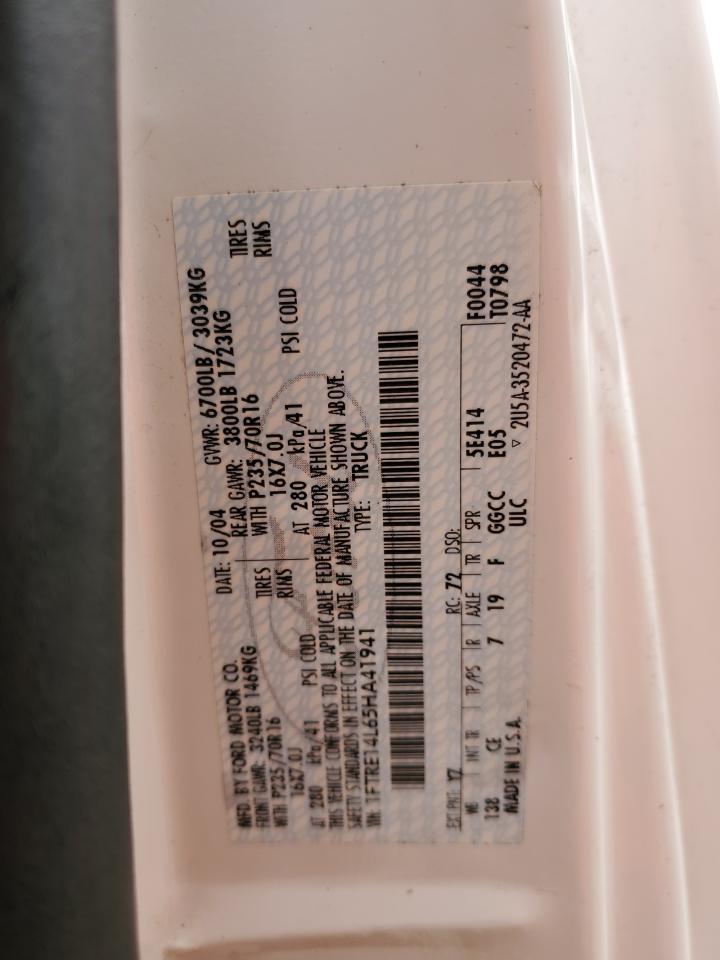 MFD. BY FORD MOTOR CO.
DATE: 10/04 GVWR: 6700LB/ 3039KG
FRONT GAWR: 3240LB 1469KG REAR GAWR: 3800LB 1723KG
WITH P235/70R16 TIRES WITH P235/70R16 TIRES
16X7.0J RIMS 16X7.0J RIMS
AT 280 kPa/41 PSI COLD AT 280 kPa/41 PSI COLD
THIS VEHICLE CONFORMS TO ALL APPLICABLE FEDERAL MOTOR VEHICLE
SAFETY STANDARDS IN EFFECT ON THE DATE OF MANUFACTURE SHOWN ABOVE.
VIN: 1FTRE14L65HA41941 TYPE: TRUCK
EXT PNT: YZ RC: 72 DSO:
WB INT TR TP/PS R AXLE TR SPR F0044
138 CE 7 19 F GGCC 5E414 T0798
MADE IN U.S.A. ULC E05
▽ 2U5A-3520472-AA